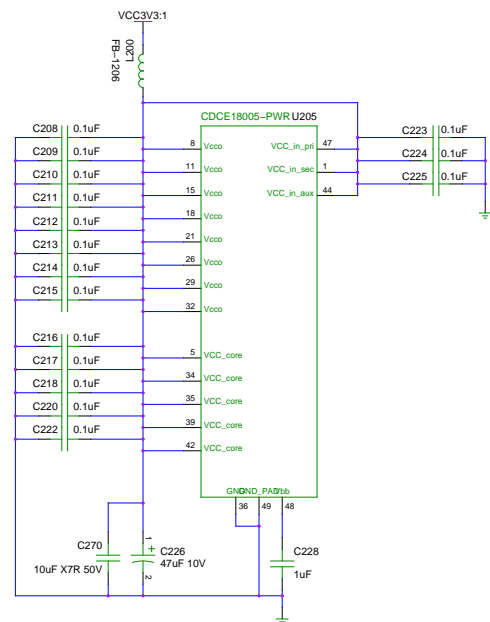 VCC3V3:1
L200
FB-1206
CDCE18005-PWR U205
C208 0.1uF
C209 0.1uF
C210 0.1uF
C211 0.1uF
C212 0.1uF
C213 0.1uF
C214 0.1uF
C215 0.1uF
C216 0.1uF
C217 0.1uF
C218 0.1uF
C220 0.1uF
C222 0.1uF
8 Vcco
11 Vcco
15 Vcco
18 Vcco
21 Vcco
26 Vcco
29 Vcco
32 Vcco
5 VCC_core
34 VCC_core
35 VCC_core
39 VCC_core
42 VCC_core
VCC_in_pri 47
VCC_in_sec 1
VCC_in_aux 44
C223 0.1uF
C224 0.1uF
C225 0.1uF
GND GND_PAD Vbb
36 49 48
C270
10uF X7R 50V
1
+
C226
47uF 10V
2
C228
1uF